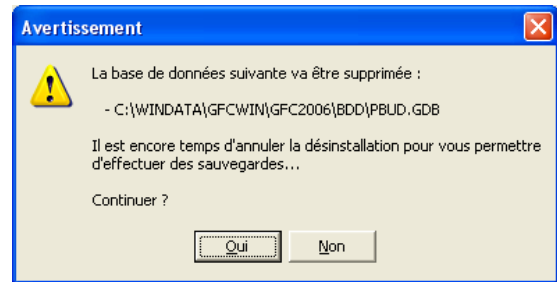 Avertissement
La base de données suivante va être supprimée :
- C:\WINDATA\GFCWIN\GFC2006\BDD\PBUD.GDB
Il est encore temps d'annuler la désinstallation pour vous permettre
d'effectuer des sauvegardes...
Continuer ?
Oui
Non